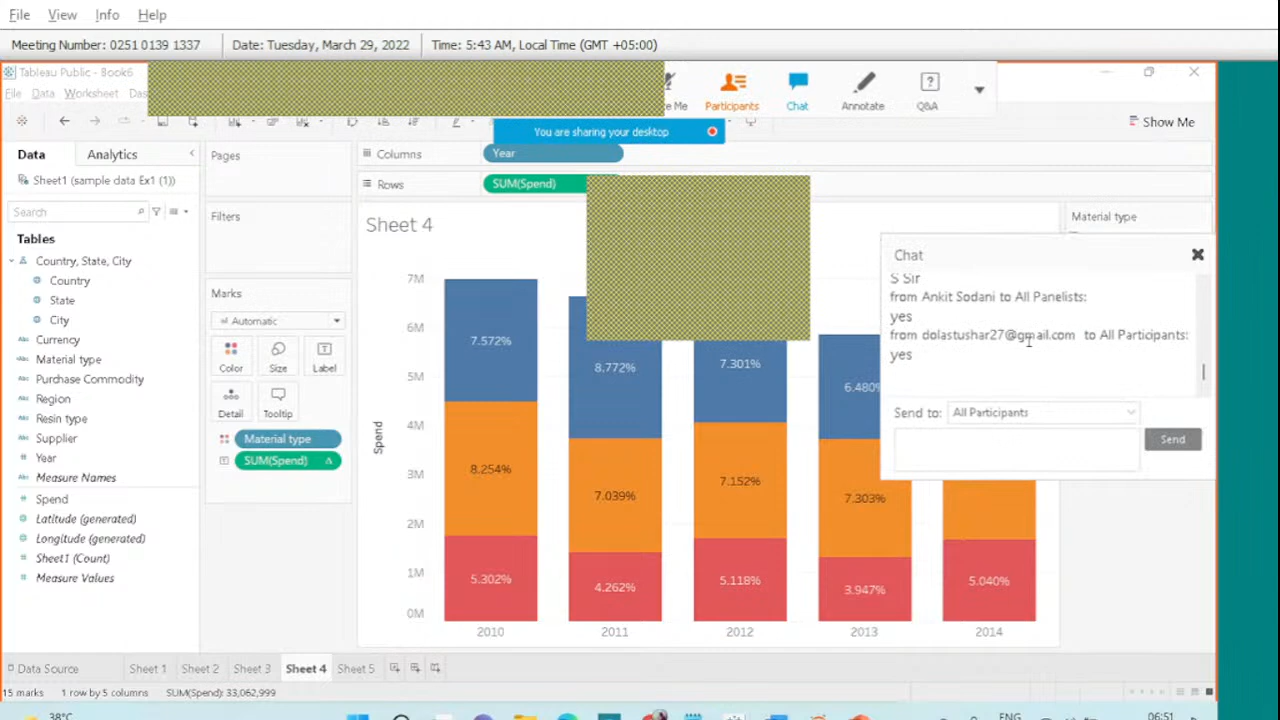 File View Info Help
Meeting Number: 0251 0139 1337 Date: Tuesday, March 29, 2022 Time: 5:43 AM, Local Time (GMT +05:00)
Tableau Public - Book6
File Data Worksheet Das
Me Participants Chat Annotate Q&A
You are sharing your desktop
Show Me
Data Analytics
Pages
Columns Year
Sheet1 (sample data Ex1 (1))
Rows SUM(Spend)
Search
Filters
Sheet 4
Material type
Tables
Country, State, City
Country
State
City
Currency
Material type
Purchase Commodity
Region
Resin type
Supplier
Year
Measure Names
Spend
Latitude (generated)
Longitude (generated)
Sheet1 (Count)
Measure Values
Marks
Automatic
Color Size Label
Detail Tooltip
Material type
SUM(Spend)
Spend
7M
6M
5M
4M
3M
2M
1M
0M
7.572% 8.772% 7.301% 6.480%
8.254% 7.039% 7.152% 7.303%
5.302% 4.262% 5.118% 3.947% 5.040%
2010 2011 2012 2013 2014
Chat
S Sir
from Ankit Sodani to All Panelists:
yes
from dolastushar27@gmail.com to All Participants:
yes
Send to: All Participants
Send
Data Source Sheet 1 Sheet 2 Sheet 3 Sheet 4 Sheet 5
15 marks 1 row by 5 columns SUM(Spend): 33,062,999
38°C
ENG
06:51